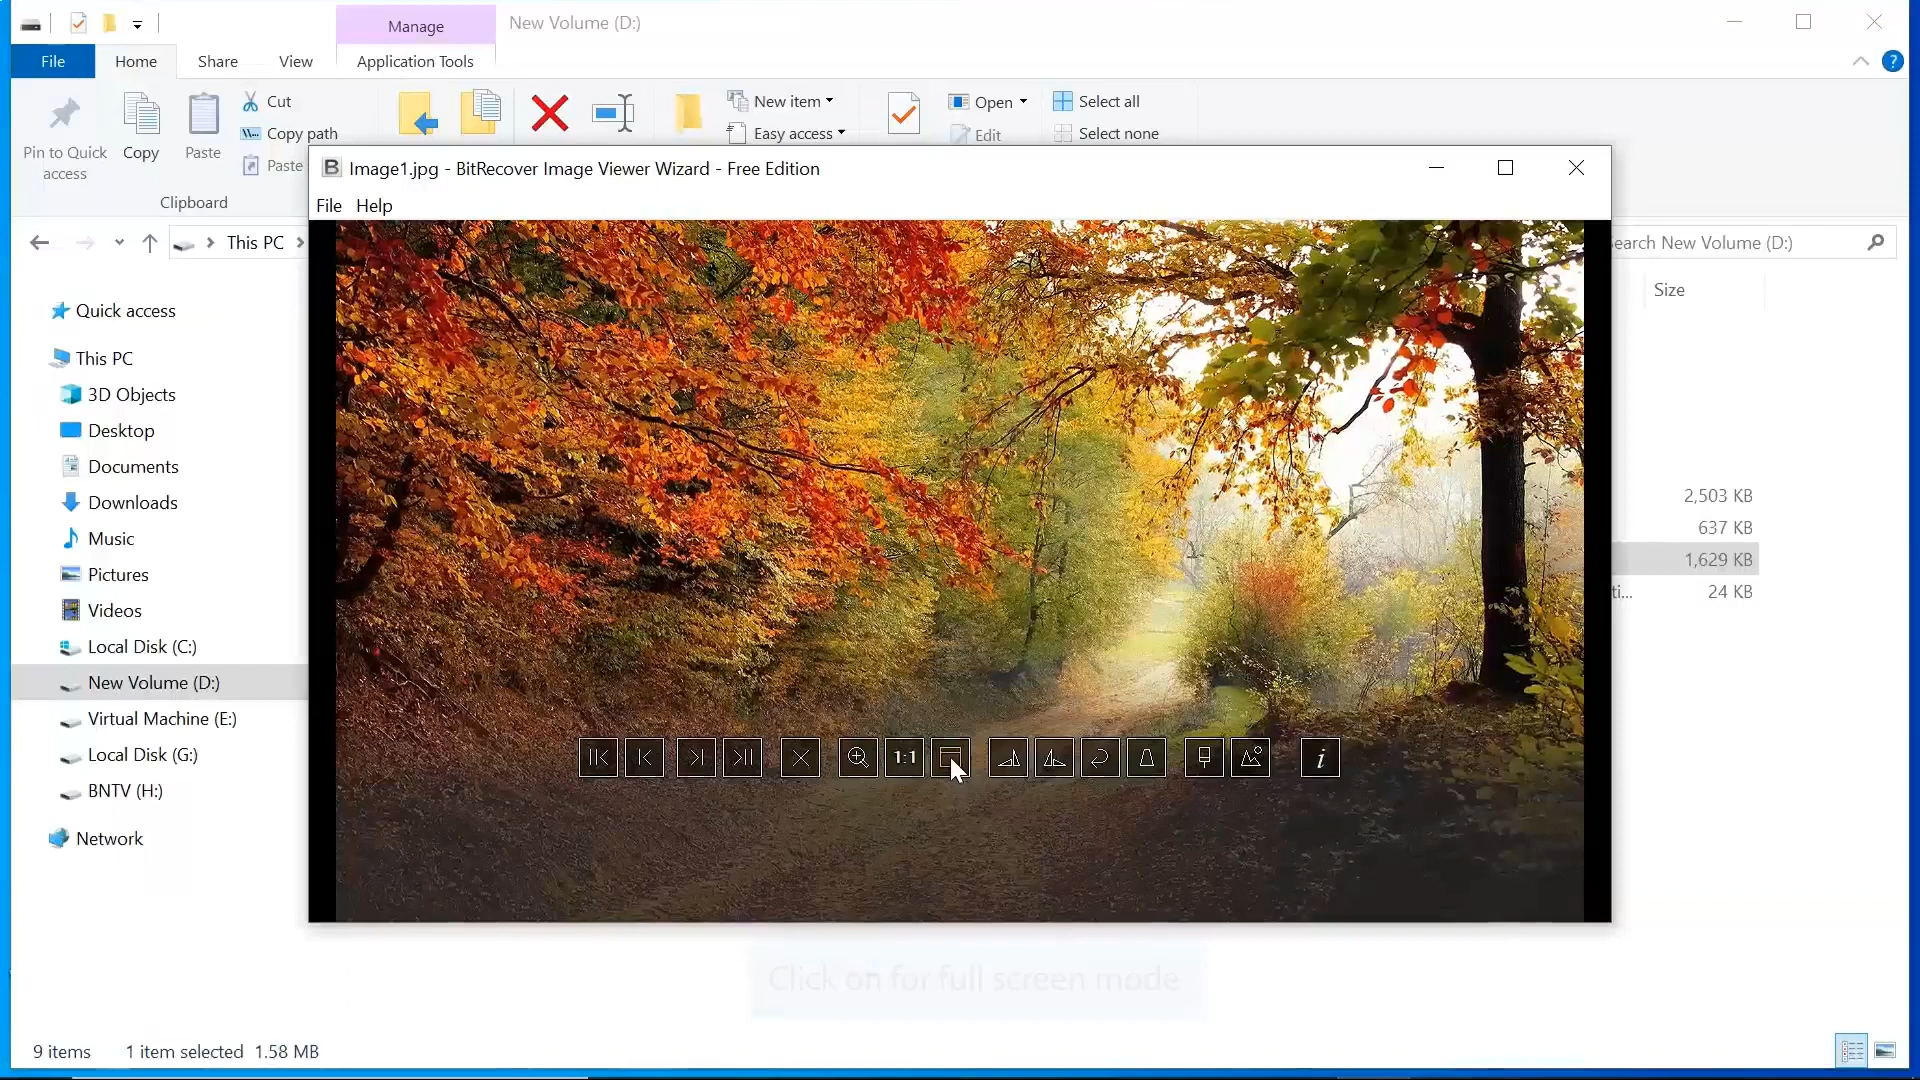 Manage
New Volume (D:)
File
Home
Share
View
Application Tools
Pin to Quick
access
Copy
Paste
Cut
Copy path
Paste
New item
Easy access
Open
Edit
Select all
Select none
Clipboard
?
Image1.jpg - BitRecover Image Viewer Wizard - Free Edition
File Help
This PC
earch New Volume (D:)
Size
Quick access
This PC
3D Objects
Desktop
Documents
Downloads
Music
Pictures
Videos
Local Disk (C:)
New Volume (D:)
Virtual Machine (E:)
Local Disk (G:)
BNTV (H:)
Network
2,503 KB
637 KB
1,629 KB
ti... 24 KB
1:1
i
Click on for full screen mode
9 items 1 item selected 1.58 MB